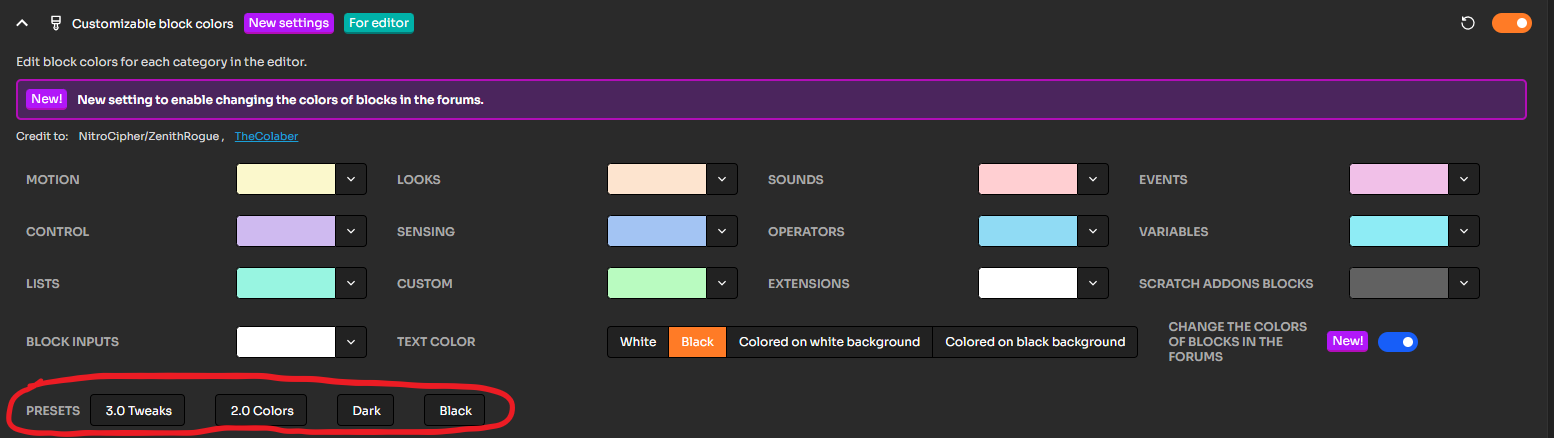 Customizable block colors New settings For editor
Edit block colors for each category in the editor.
New! New setting to enable changing the colors of blocks in the forums.
Credit to: NitroCipher/ZenithRogue , TheColaber
MOTION LOOKS SOUNDS EVENTS
CONTROL SENSING OPERATORS VARIABLES
LISTS CUSTOM EXTENSIONS SCRATCH ADDONS BLOCKS
BLOCK INPUTS TEXT COLOR White Black Colored on white background Colored on black background
CHANGE THE COLORS
OF BLOCKS IN THE
FORUMS
New!
PRESETS 3.0 Tweaks 2.0 Colors Dark Black